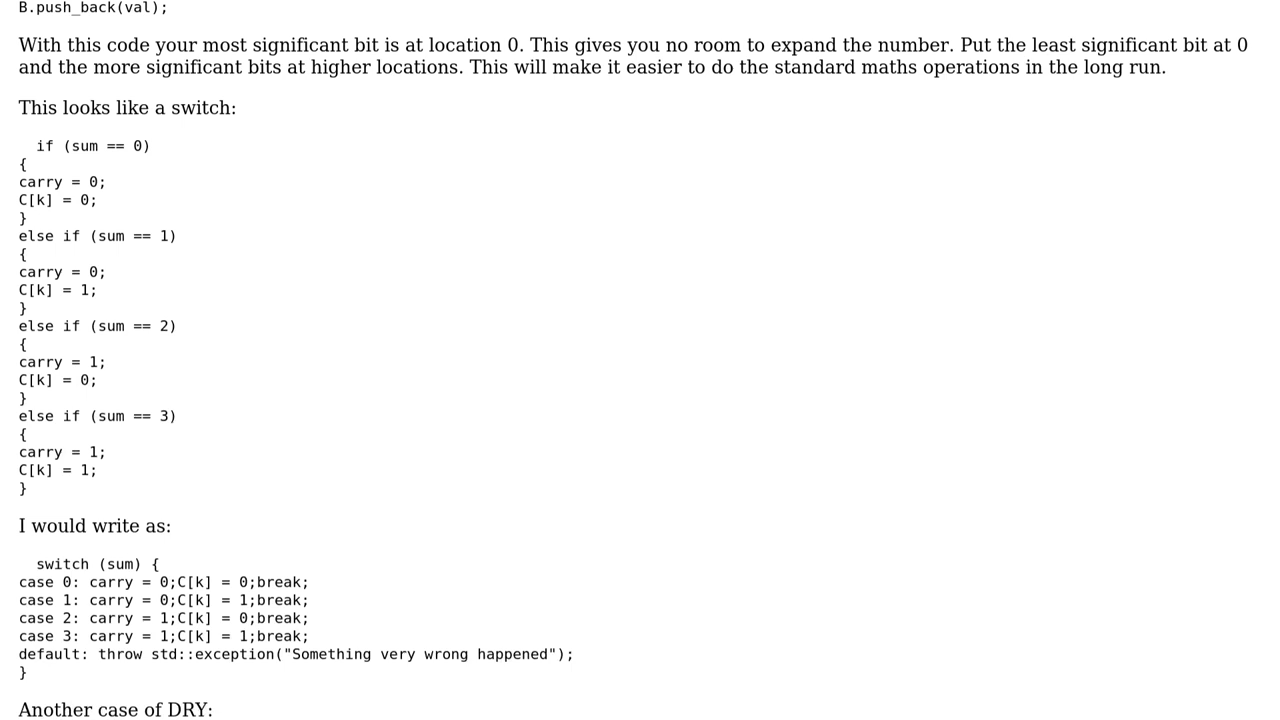 B.push_back(val);
With this code your most significant bit is at location 0. This gives you no room to expand the number. Put the least significant bit at 0
and the more significant bits at higher locations. This will make it easier to do the standard maths operations in the long run.
This looks like a switch:
if (sum == 0)
{
carry = 0;
C[k] = 0;
}
else if (sum == 1)
{
carry = 0;
C[k] = 1;
}
else if (sum == 2)
{
carry = 1;
C[k] = 0;
}
else if (sum == 3)
{
carry = 1;
C[k] = 1;
}
I would write as:
switch (sum) {
case 0: carry = 0;C[k] = 0;break;
case 1: carry = 0;C[k] = 1;break;
case 2: carry = 1;C[k] = 0;break;
case 3: carry = 1;C[k] = 1;break;
default: throw std::exception("Something very wrong happened");
}
Another case of DRY: